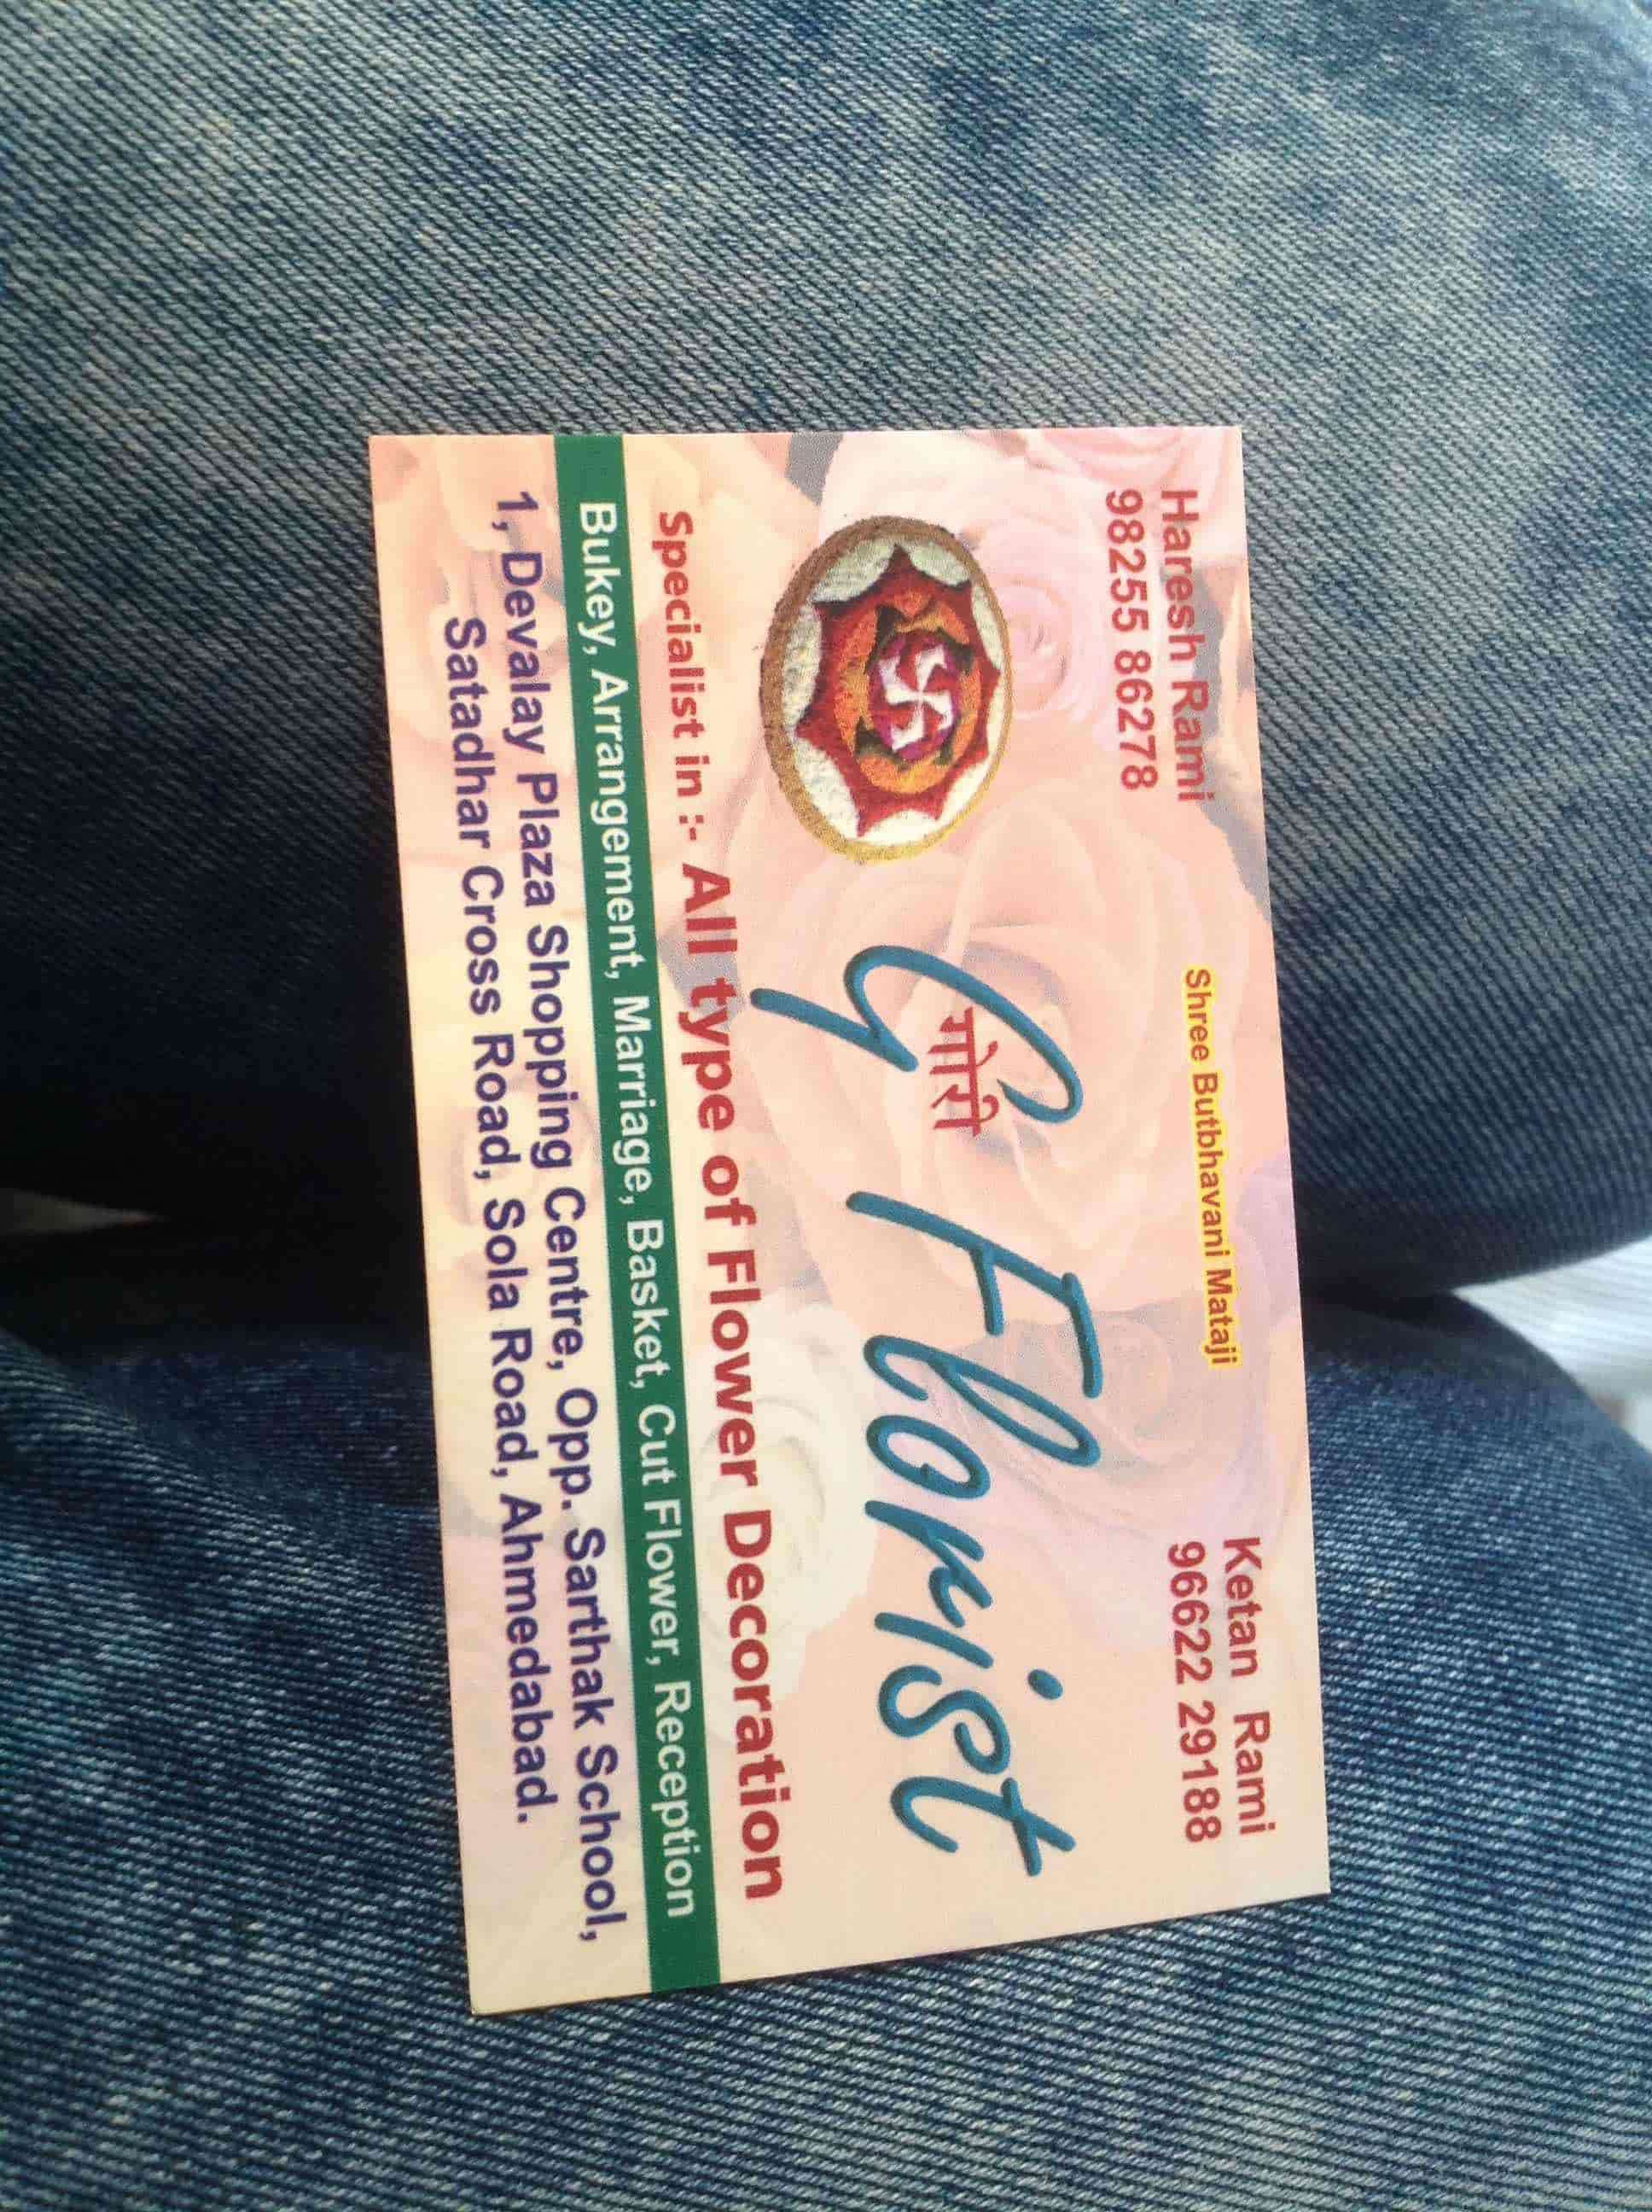 Shree Butbhavani Mataji
Haresh Rami
98255 86278
Ketan Rami
96622 29188
G Florist
गोरी
Specialist in :- All type of Flower Decoration
Bukey, Arrangement, Marriage, Basket, Cut Flower, Reception
1, Devalay Plaza Shopping Centre, Opp. Sarthak School,
Satadhar Cross Road, Sola Road, Ahmedabad.